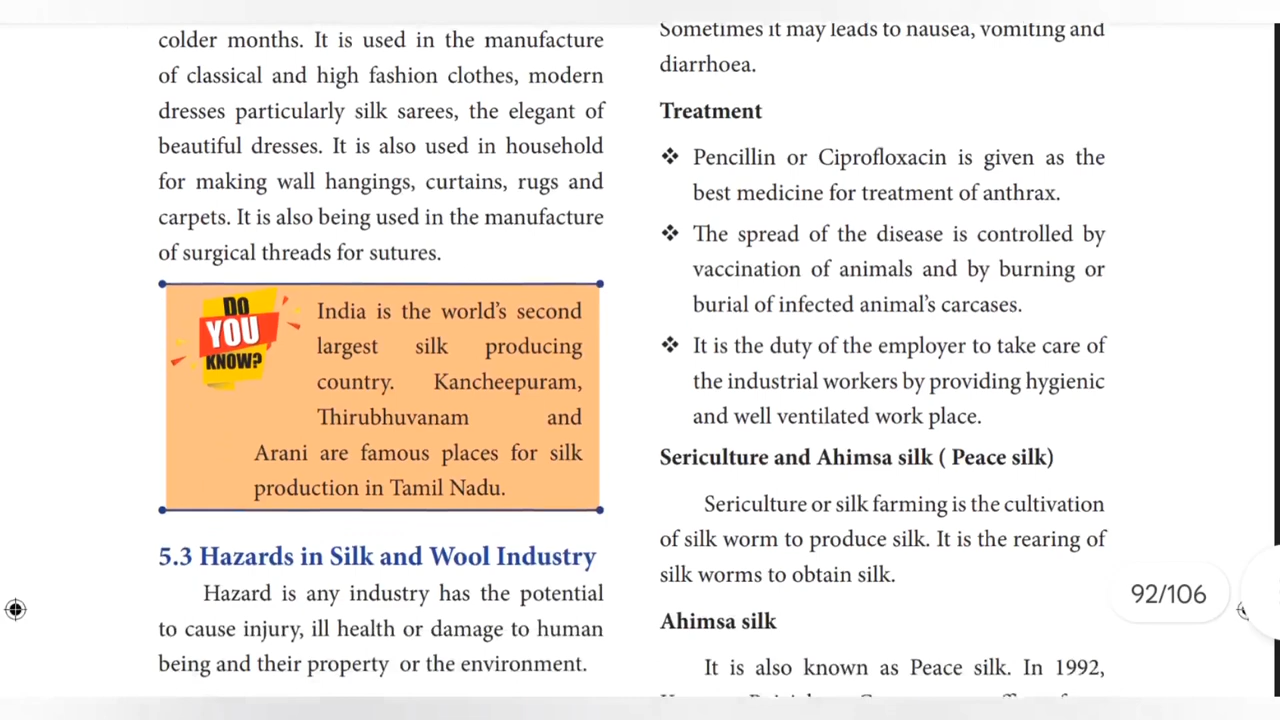 colder months. It is used in the manufacture
of classical and high fashion clothes, modern
dresses particularly silk sarees, the elegant of
beautiful dresses. It is also used in household
for making wall hangings, curtains, rugs and
carpets. It is also being used in the manufacture
of surgical threads for sutures.
DO
YOU
KNOW?
India is the world's second
largest silk producing
country. Kancheepuram,
Thirubhuvanam and
Arani are famous places for silk
production in Tamil Nadu.
5.3 Hazards in Silk and Wool Industry
Hazard is any industry has the potential
to cause injury, ill health or damage to human
being and their property or the environment.
Sometimes it may leads to nausea, vomiting and
diarrhoea.
Treatment
❖ Pencillin or Ciprofloxacin is given as the
best medicine for treatment of anthrax.
❖ The spread of the disease is controlled by
vaccination of animals and by burning or
burial of infected animal's carcases.
❖ It is the duty of the employer to take care of
the industrial workers by providing hygienic
and well ventilated work place.
Sericulture and Ahimsa silk ( Peace silk)
Sericulture or silk farming is the cultivation
of silk worm to produce silk. It is the rearing of
silk worms to obtain silk.
Ahimsa silk
It is also known as Peace silk. In 1992,
92/106